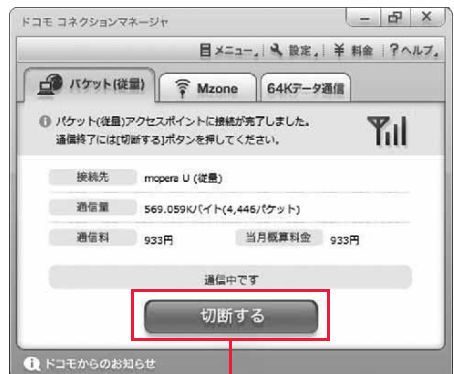 ドコモ コネクションマネージャ
メニュー 設定 ¥ 料金 ?ヘルプ
パケット(従量) Mzone 64Kデータ通信
パケット(従量)アクセスポイントに接続が完了しました。
通信終了には[切断する]ボタンを押してください。
接続先 mopera U (従量)
通信量 569.059Kバイト(4,446パケット)
通信料 933円 当月概算料金 933円
通信中です
切断する
ドコモからのお知らせ